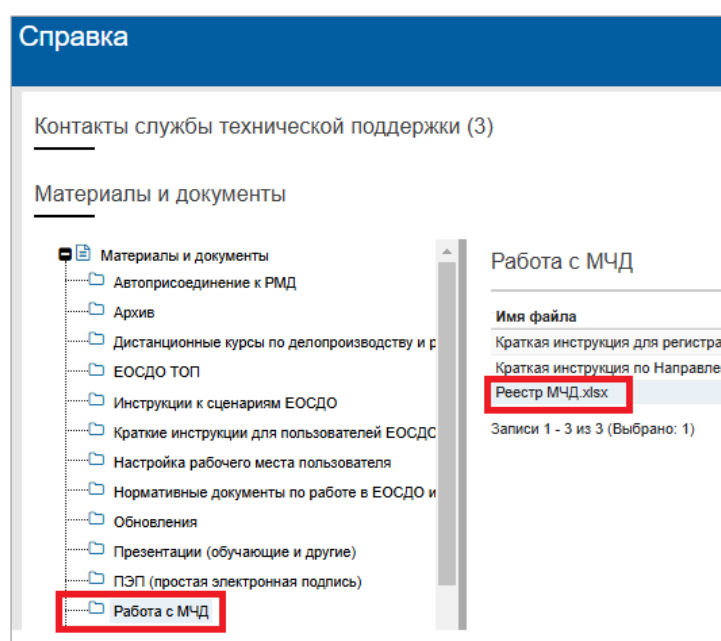 Справка
Контакты службы технической поддержки (3)
Материалы и документы
Материалы и документы
Автоприсоединение к РМД
Архив
Дистанционные курсы по делопроизводству и р
ЕОСДО ТОП
Инструкции к сценариям ЕОСДО
Краткие инструкции для пользователей ЕОСДО
Настройка рабочего места пользователя
Нормативные документы по работе в ЕОСДО и
Обновления
Презентации (обучающие и другие)
ПЭП (простая электронная подпись)
Работа с МЧД
Работа с МЧД
Имя файла
Краткая инструкция для регистра
Краткая инструкция по Направле
Реестр МЧД.xlsx
Записи 1 - 3 из 3 (Выбрано: 1)